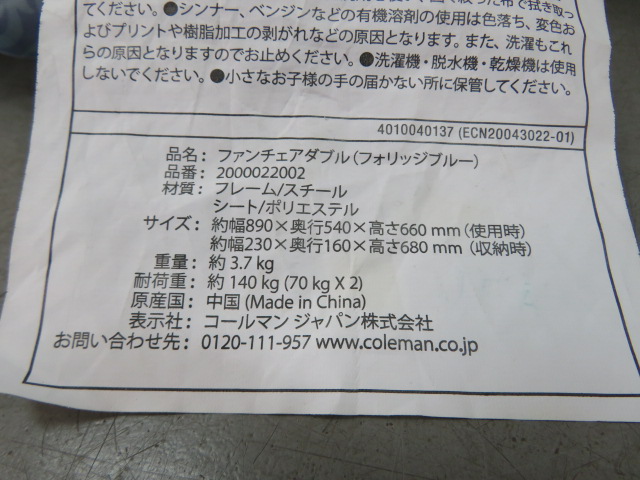 てください。●シンナー、ベンジンなどの有機溶剤の使用は色落ち、変色お
よびプリントや樹脂加工の剥がれなどの原因となります。また、洗濯もこれ
らの原因となりますのでお止めください。●洗濯機・脱水機・乾燥機は使用
しないでください。●小さなお子様の手の届かない所に保管してください。
4010040137 (ECN20043022-01)
品名：ファンチェアダブル（フォリッジブルー）
品番：2000022002
材質：フレーム/スチール
シート/ポリエステル
サイズ：約幅890×奥行540×高さ660 mm（使用時）
約幅230×奥行160×高さ680 mm（収納時）
重量：約 3.7 kg
耐荷重：約 140 kg (70 kg X 2)
原産国：中国 (Made in China)
表示社：コールマン ジャパン株式会社
お問い合わせ先：0120-111-957 www.coleman.co.jp